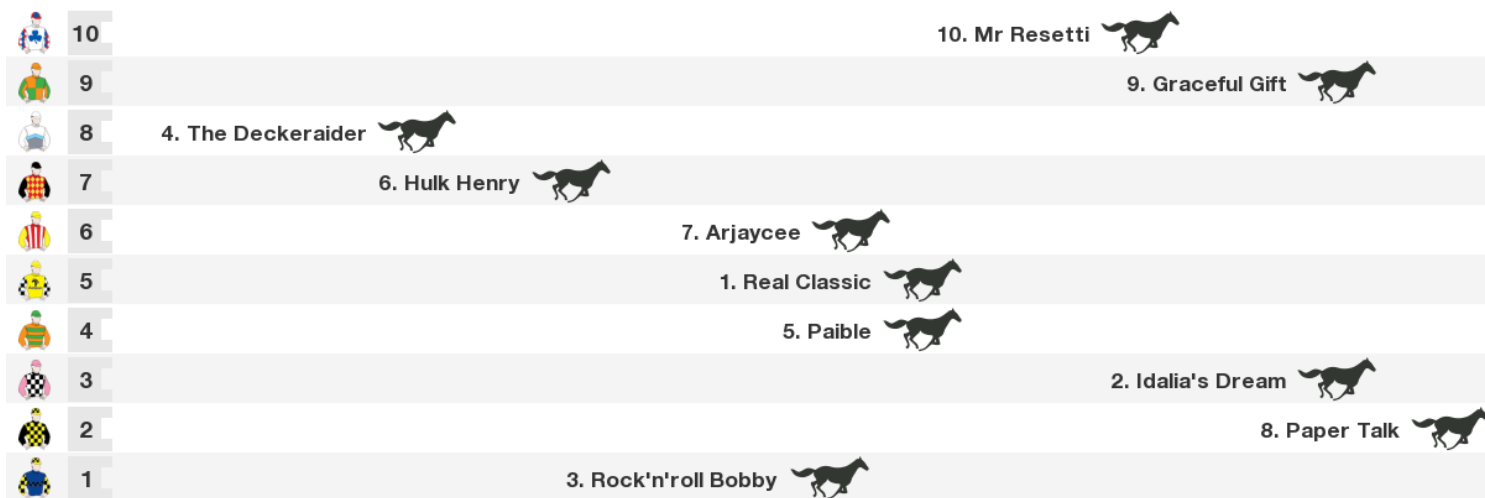 10 10. Mr Resetti
9 9. Graceful Gift
8 4. The Deckeraider
7 6. Hulk Henry
6 7. Arjaycee
5 1. Real Classic
4 5. Paible
3 2. Idalia's Dream
2 8. Paper Talk
1 3. Rock'n'roll Bobby